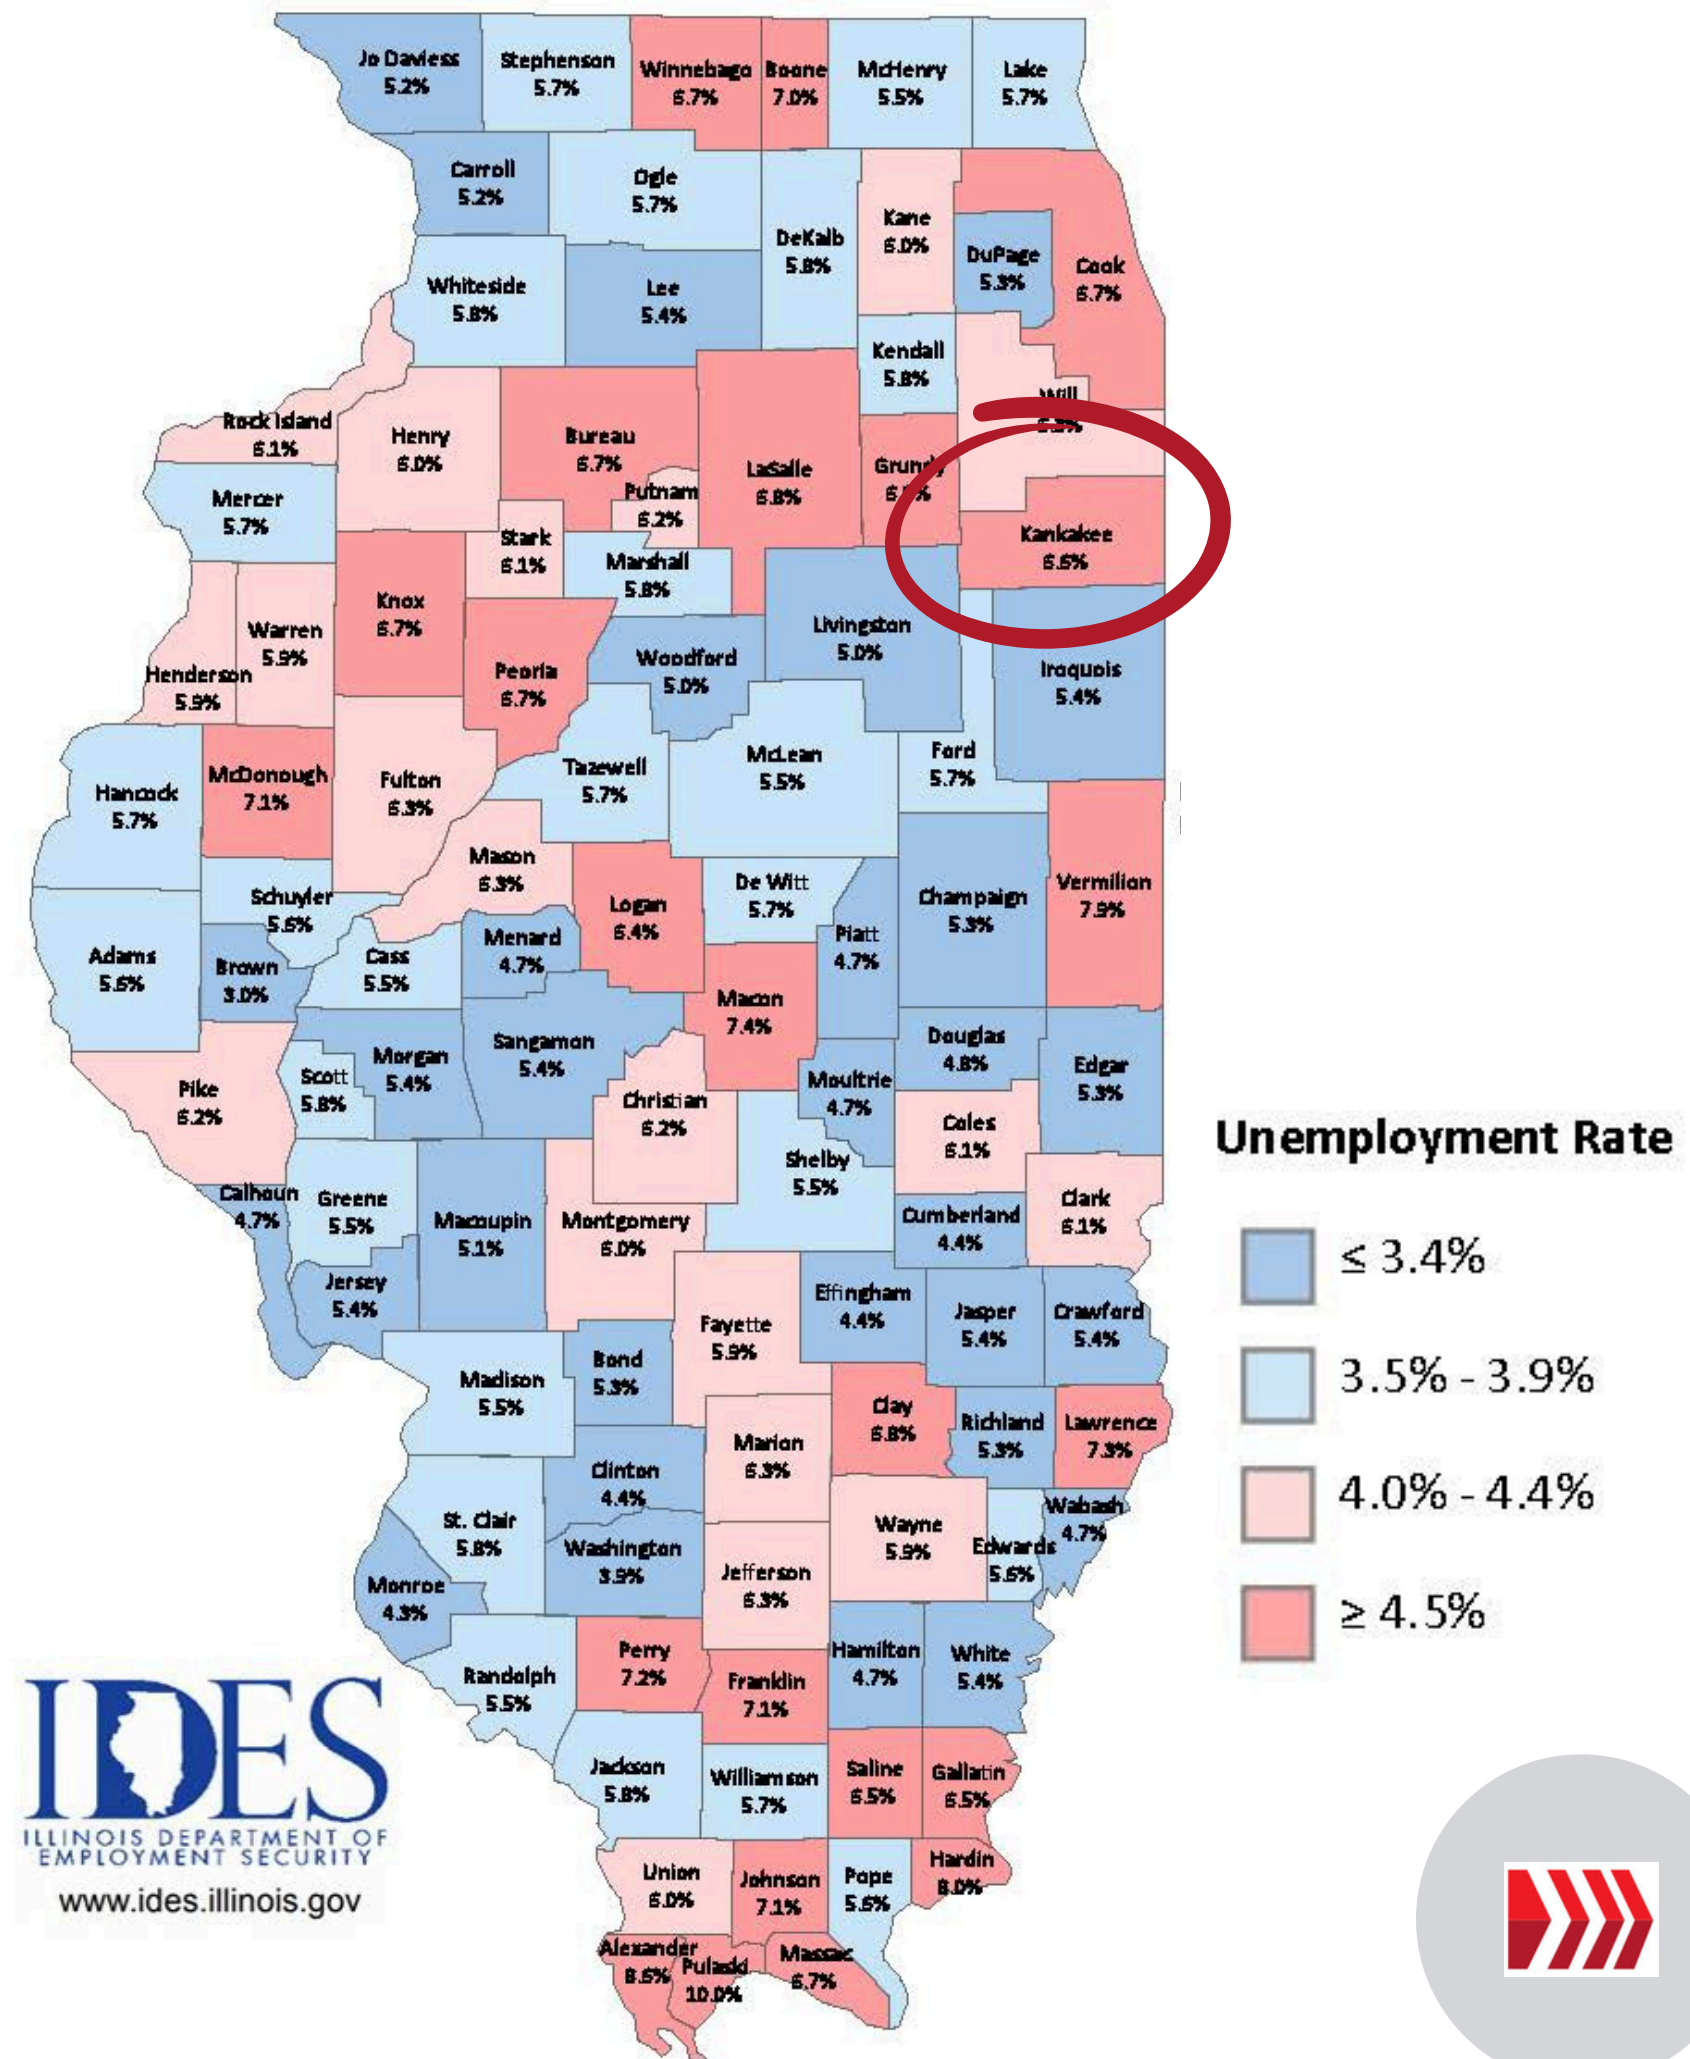 Jo Daviess
5.2%
Stephenson
5.7%
Winnebago
6.7%
Boone
7.0%
McHenry
5.5%
Lake
5.7%
Carroll
5.2%
Ogle
5.7%
DeKalb
5.8%
Kane
6.0%
DuPage
5.3%
Cook
6.7%
Whiteside
5.8%
Lee
5.4%
Kendall
5.8%
Will
Rock Island
6.1%
Henry
6.0%
Bureau
6.7%
Putnam
6.2%
LaSalle
6.8%
Grundy
Kankakee
6.6%
Mercer
5.7%
Stark
6.1%
Marshall
5.8%
Knox
6.7%
Warren
5.9%
Henderson
5.9%
Peoria
6.7%
Woodford
5.0%
Livingston
5.0%
Iroquois
5.4%
Ford
5.7%
Hancock
5.7%
McDonough
7.1%
Fulton
6.3%
Tazewell
5.7%
McLean
5.5%
Mason
6.3%
Schuyler
5.6%
Logan
6.4%
De Witt
5.7%
Piatt
4.7%
Champaign
5.3%
Vermilion
7.9%
Adams
5.6%
Brown
3.0%
Cass
5.5%
Menard
4.7%
Macon
7.4%
Sangamon
5.4%
Morgan
5.4%
Scott
5.8%
Pike
6.2%
Christian
6.2%
Moultrie
4.7%
Douglas
4.8%
Edgar
5.3%
Coles
6.1%
Shelby
5.5%
Calhoun
4.7%
Greene
5.5%
Macoupin
5.1%
Montgomery
6.0%
Cumberland
4.4%
Clark
6.1%
Jersey
5.4%
Fayette
5.9%
Effingham
4.4%
Jasper
5.4%
Crawford
5.4%
Madison
5.5%
Bond
5.3%
Clay
6.8%
Richland
5.3%
Lawrence
7.3%
Marion
6.3%
Clinton
4.4%
St. Clair
5.8%
Washington
3.9%
Wayne
5.9%
Edwards
5.6%
Wabash
4.7%
Monroe
4.3%
Jefferson
6.3%
Randolph
5.5%
Perry
7.2%
Franklin
7.1%
Hamilton
4.7%
White
5.4%
Jackson
5.8%
Williamson
5.7%
Saline
6.5%
Gallatin
6.5%
Union
6.0%
Johnson
7.1%
Pope
5.6%
Hardin
8.0%
Alexander
8.6%
Pulaski
10.0%
Massac
6.7%
Unemployment Rate
≤ 3.4%
3.5% - 3.9%
4.0% - 4.4%
≥ 4.5%
IDES
ILLINOIS DEPARTMENT OF
EMPLOYMENT SECURITY
www.ides.illinois.gov